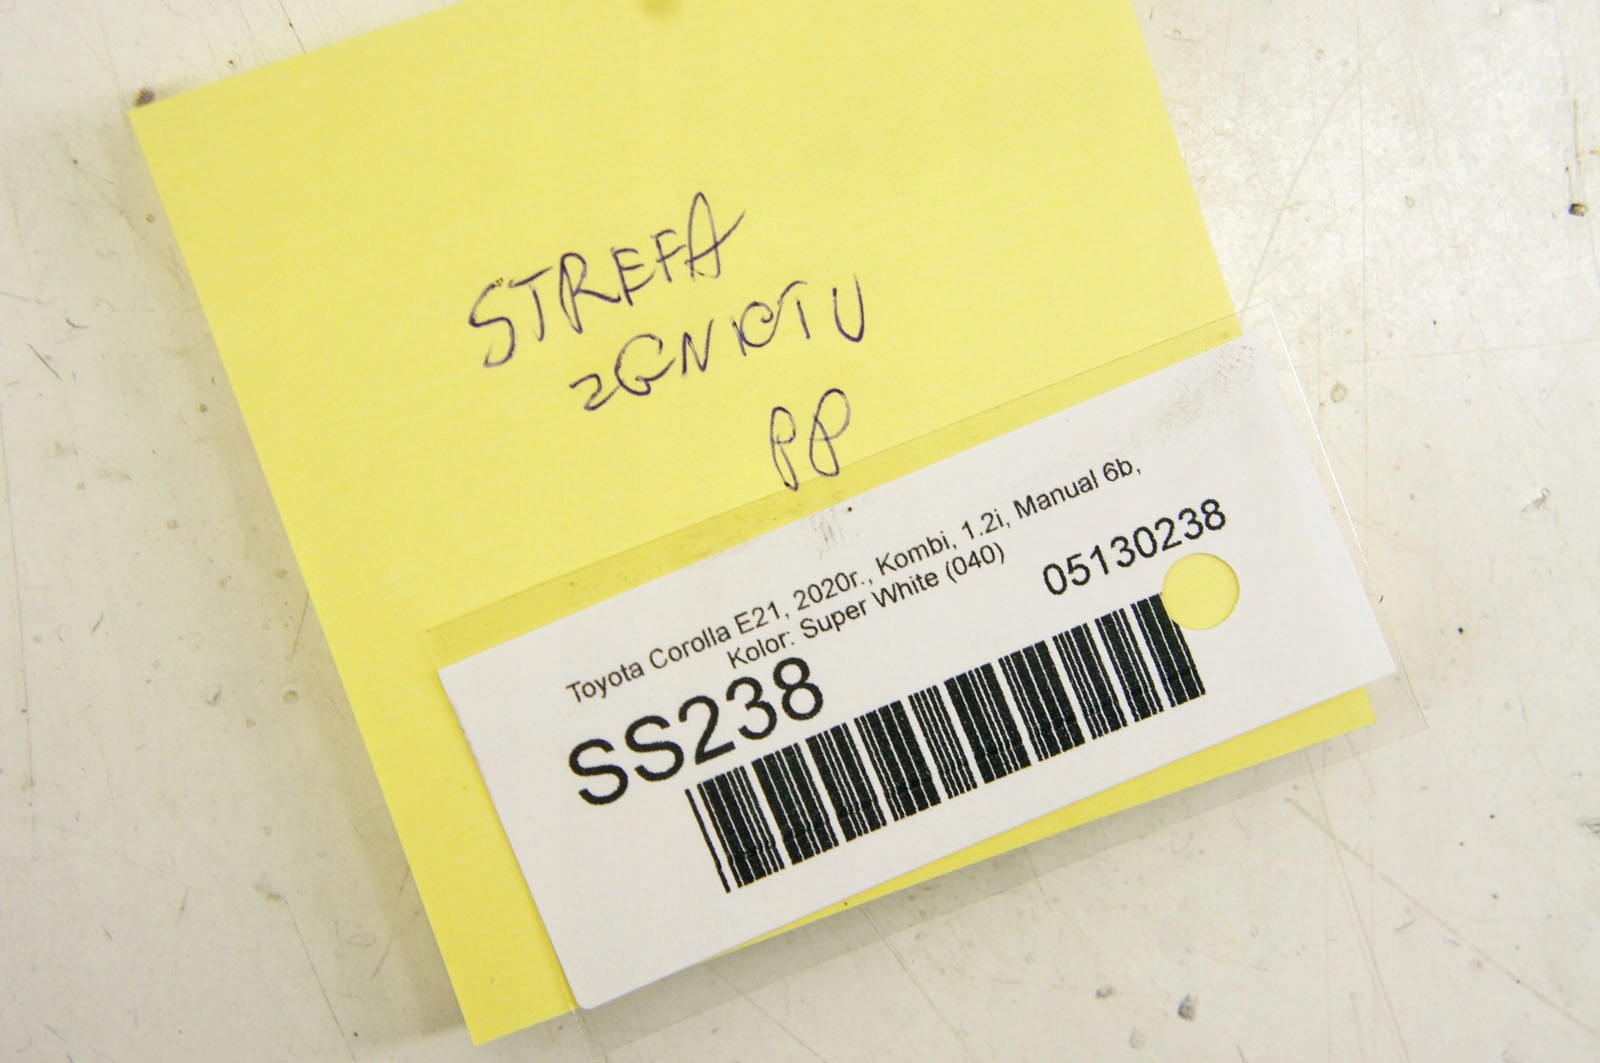 STREFA
ZGNIOTU
PP
Toyota Corolla E21, 2020r., Kombi, 1.2i, Manual 6b,
Kolor: Super White (040)
05130238
SS238